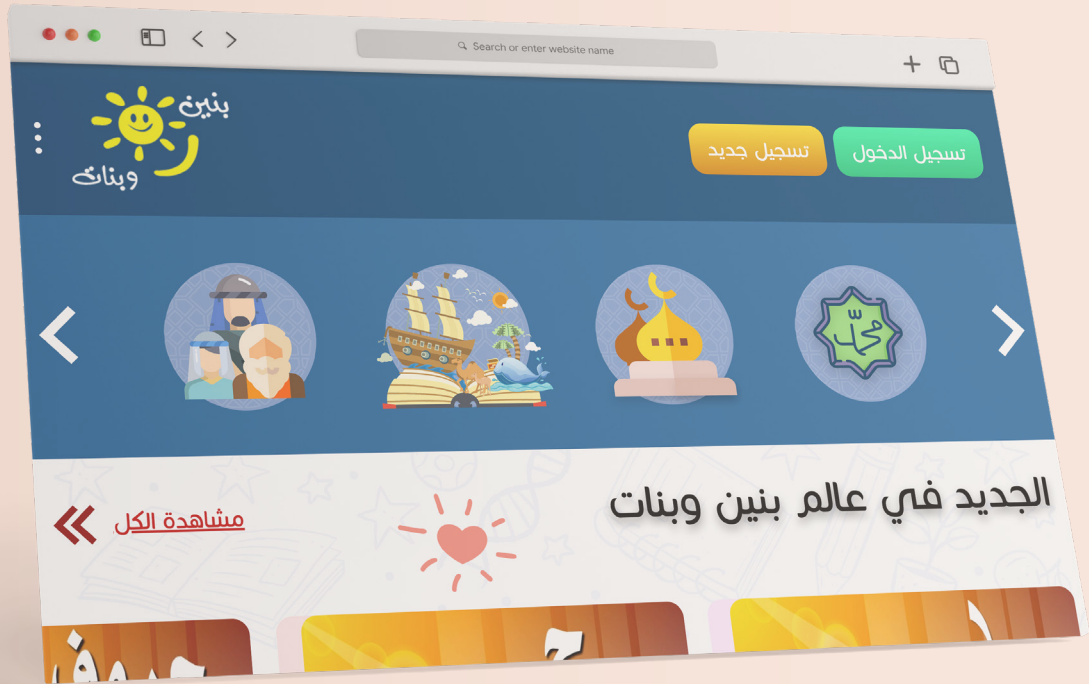 Search or enter website name
بنين
وبنات
تسجيل الدخول
تسجيل جديد
محمد
الجديد في عالم بنين وبنات
مشاهدة الكل